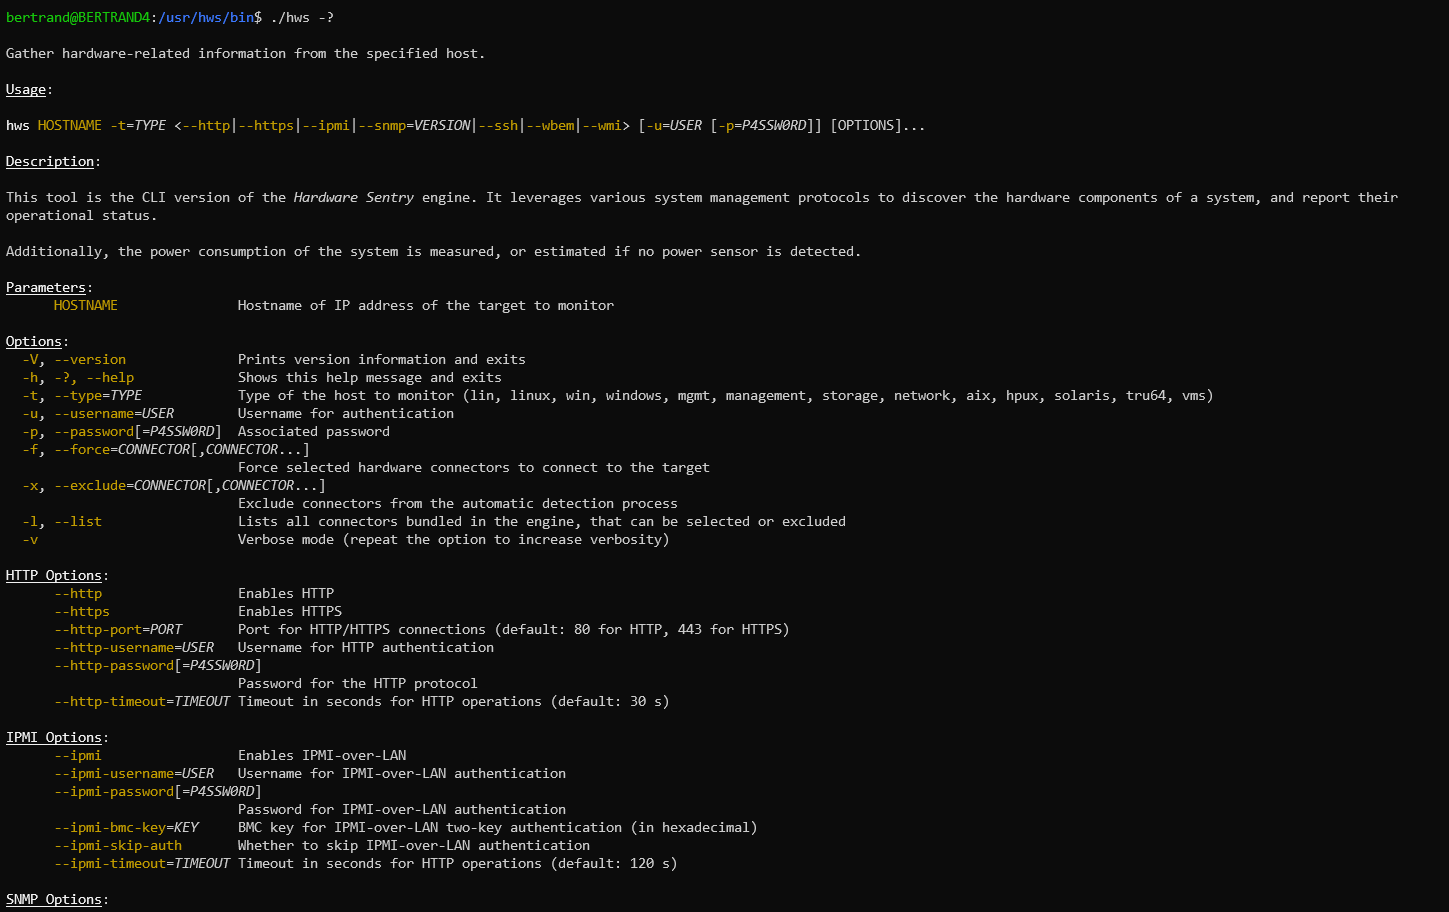 bertrand@BERTRAND4:/usr/hws/bin$ ./hws -?
Gather hardware-related information from the specified host.
Usage:
hws HOSTNAME -t=TYPE <--http|--https|--ipmi|--snmp=VERSION|--ssh|--wbem|--wmi> [-u=USER [-p=P4SSW0RD]] [OPTIONS]...
Description:
This tool is the CLI version of the Hardware Sentry engine. It leverages various system management protocols to discover the hardware components of a system, and report their
operational status.
Additionally, the power consumption of the system is measured, or estimated if no power sensor is detected.
Parameters:
HOSTNAME Hostname of IP address of the target to monitor
Options:
-V, --version Prints version information and exits
-h, -?, --help Shows this help message and exits
-t, --type=TYPE Type of the host to monitor (lin, linux, win, windows, mgmt, management, storage, network, aix, hpux, solaris, tru64, vms)
-u, --username=USER Username for authentication
-p, --password[=P4SSW0RD] Associated password
-f, --force=CONNECTOR[,CONNECTOR...]
Force selected hardware connectors to connect to the target
-x, --exclude=CONNECTOR[,CONNECTOR...]
Exclude connectors from the automatic detection process
-l, --list Lists all connectors bundled in the engine, that can be selected or excluded
-v Verbose mode (repeat the option to increase verbosity)
HTTP Options:
--http Enables HTTP
--https Enables HTTPS
--http-port=PORT Port for HTTP/HTTPS connections (default: 80 for HTTP, 443 for HTTPS)
--http-username=USER Username for HTTP authentication
--http-password[=P4SSW0RD]
Password for the HTTP protocol
--http-timeout=TIMEOUT Timeout in seconds for HTTP operations (default: 30 s)
IPMI Options:
--ipmi Enables IPMI-over-LAN
--ipmi-username=USER Username for IPMI-over-LAN authentication
--ipmi-password[=P4SSW0RD]
Password for IPMI-over-LAN authentication
--ipmi-bmc-key=KEY BMC key for IPMI-over-LAN two-key authentication (in hexadecimal)
--ipmi-skip-auth Whether to skip IPMI-over-LAN authentication
--ipmi-timeout=TIMEOUT Timeout in seconds for HTTP operations (default: 120 s)
SNMP Options: